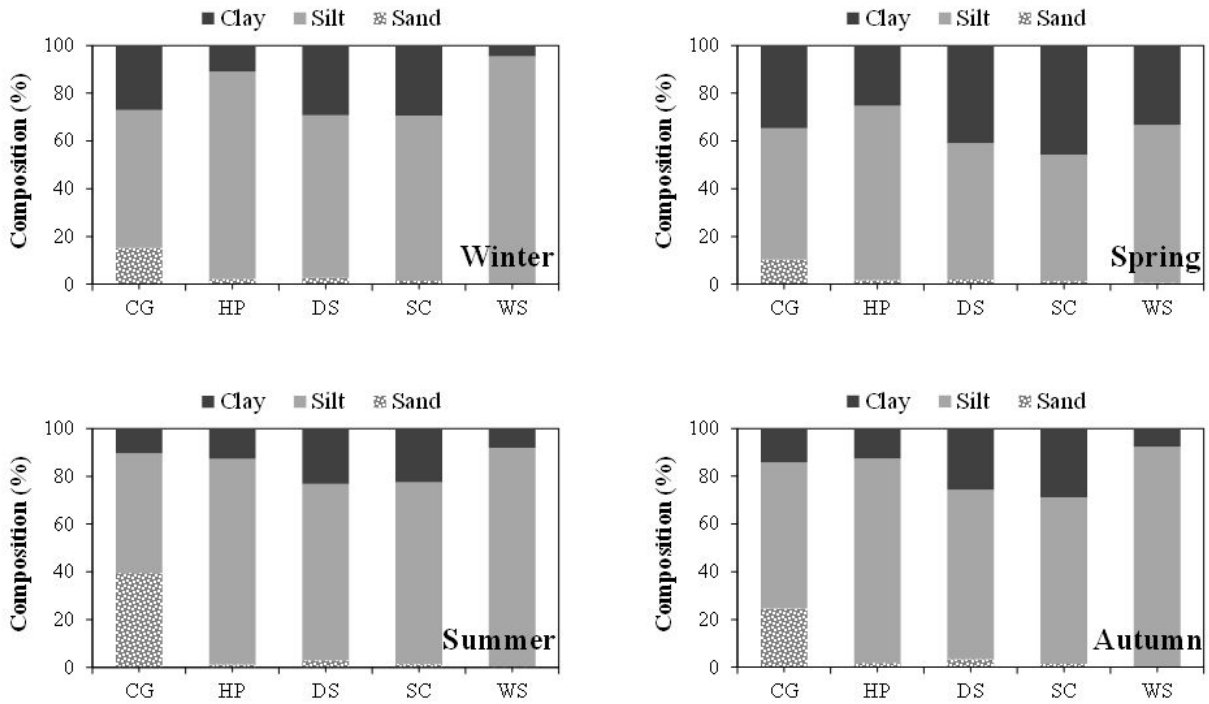 Clay Silt Sand
100
80
60
40
20
0
Composition (%)
CG HP DS SC WS
Winter
Clay Silt Sand
100
80
60
40
20
0
Composition (%)
CG HP DS SC WS
Spring
Clay Silt Sand
100
80
60
40
20
0
Composition (%)
CG HP DS SC WS
Summer
Clay Silt Sand
100
80
60
40
20
0
Composition (%)
CG HP DS SC WS
Autumn